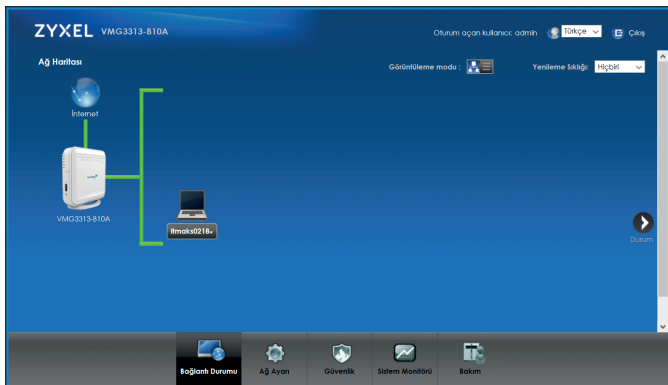 ZYXEL VMG3313-B10A
Oturum açan kullanıcı: admin Türkçe Çıkış
Ağ Haritası
Görüntüleme modu : Yenileme Sıklığı: Hiçbiri
İnternet
VMG3313-B10A
Durum
Bağlantı Durumu Ağ Ayarı Güvenlik Sistem Monitörü Bakım